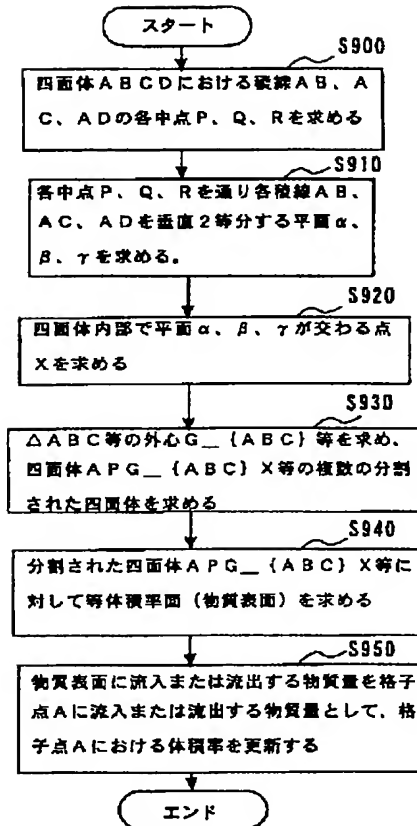 スタート
S900
四面体ABCDにおける稜線AB、A
C、ADの各中点P、Q、Rを求める
S910
各中点P、Q、Rを通り各稜線AB、
AC、ADを垂直2等分する平面α、
β、γを求める。
S920
四面体内部で平面α、β、γが交わる点
Xを求める
S930
△ABC等の外心G__{ABC}等を求め、
四面体APG__{ABC}X等の複数の分割
された四面体を求める
S940
分割された四面体APG__{ABC}X等に
対して等体積率面(物質表面)を求める
S950
物質表面に流入または流出する物質量を格子
点Aに流入または流出する物質量として、格
子点Aにおける体積率を更新する
エンド